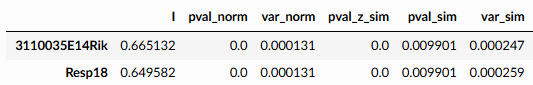 I pval_norm var_norm pval_z_sim pval_sim var_sim
3110035E14Rik 0.665132 0.0 0.000131 0.0 0.009901 0.000247
Resp18 0.649582 0.0 0.000131 0.0 0.009901 0.000259